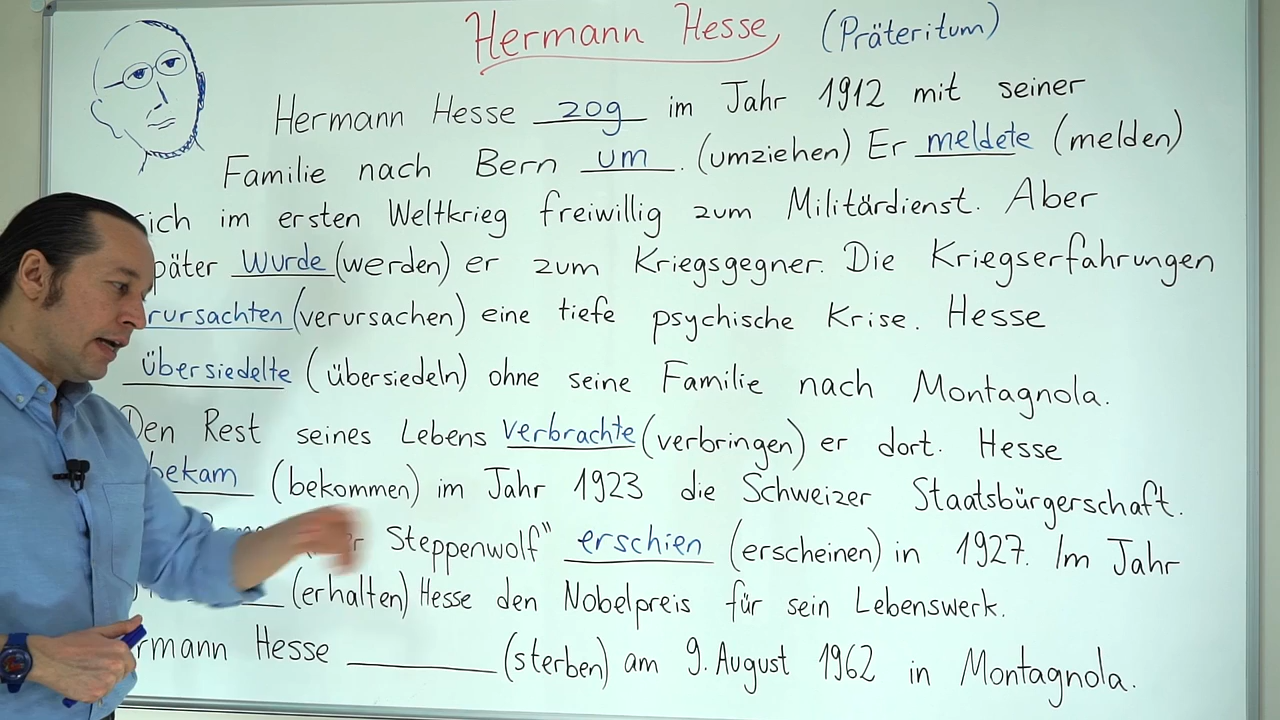 Hermann Hesse (Präteritum)
Hermann Hesse zog im Jahr 1912 mit seiner
Familie nach Bern um. (umziehen) Er meldete (melden)
im ersten Weltkrieg freiwillig zum Militärdienst. Aber
wurde (werden) er zum Kriegsgegner. Die Kriegserfahrungen
(verursachen) eine tiefe psychische Krise. Hesse
übersiedelte (übersiedeln) ohne seine Familie nach Montagnola.
Den Rest seines Lebens verbrachte (verbringen) er dort. Hesse
bekam (bekommen) im Jahr 1923 die Schweizer Staatsbürgerschaft.
Steppenwolf" erschien (erscheinen) in 1927. Im Jahr
____ (erhalten) Hesse den Nobelpreis für sein Lebenswerk.
Hesse ________ (sterben) am 9. August 1962 in Montagnola.